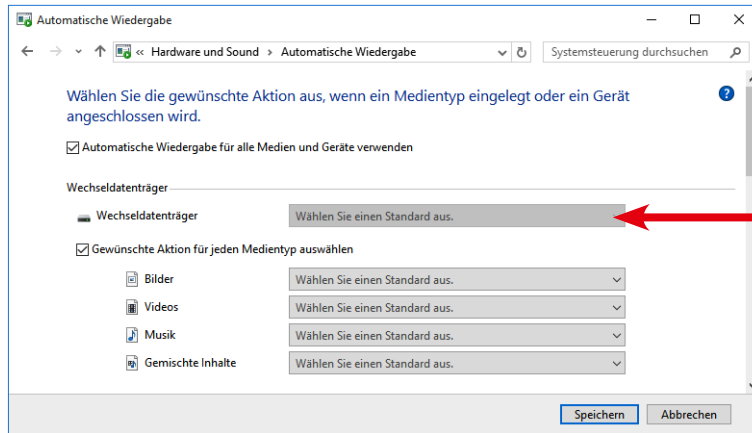 Automatische Wiedergabe
« Hardware und Sound > Automatische Wiedergabe
Systemsteuerung durchsuchen
Wählen Sie die gewünschte Aktion aus, wenn ein Medientyp eingelegt oder ein Gerät
angeschlossen wird.
Automatische Wiedergabe für alle Medien und Geräte verwenden
Wechseldatenträger
Wechseldatenträger Wählen Sie einen Standard aus.
Gewünschte Aktion für jeden Medientyp auswählen
Bilder Wählen Sie einen Standard aus.
Videos Wählen Sie einen Standard aus.
Musik Wählen Sie einen Standard aus.
Gemischte Inhalte Wählen Sie einen Standard aus.
Speichern Abbrechen